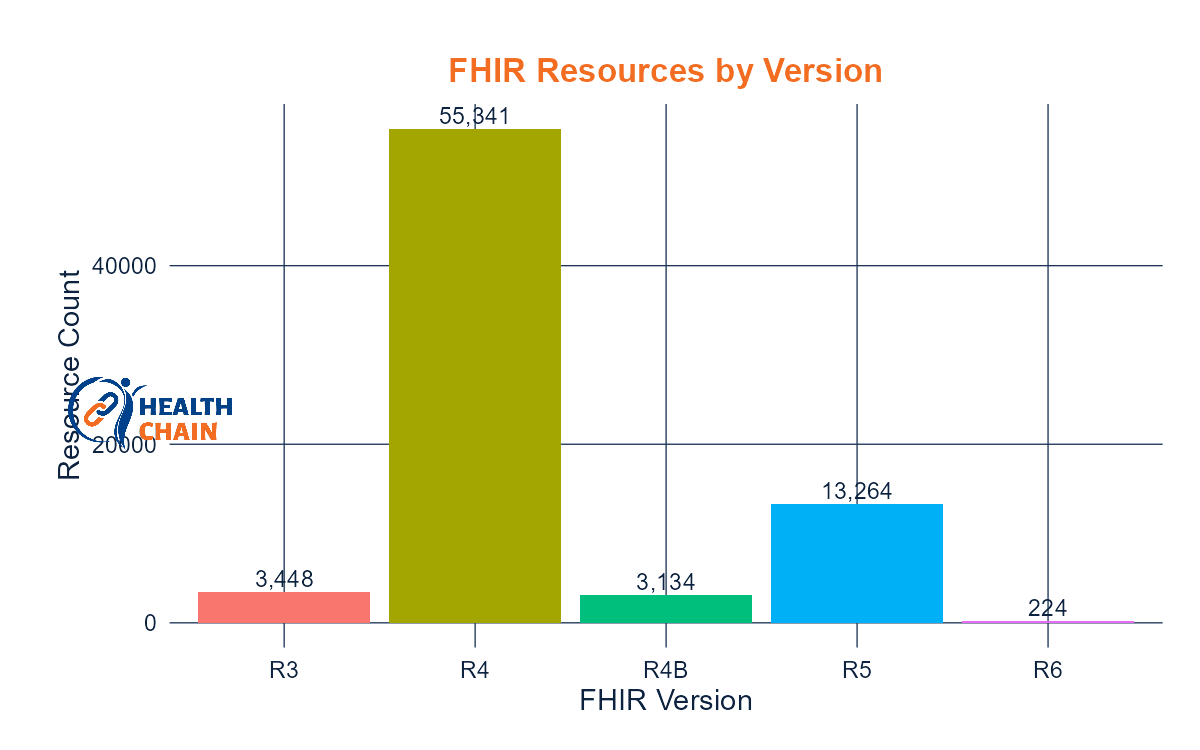 FHIR Resources by Version
55,341
40000
Resource Count
HEALTH
CHAIN
20000
13,264
3,448
3,134
224
0
R3 R4 R4B R5 R6
FHIR Version